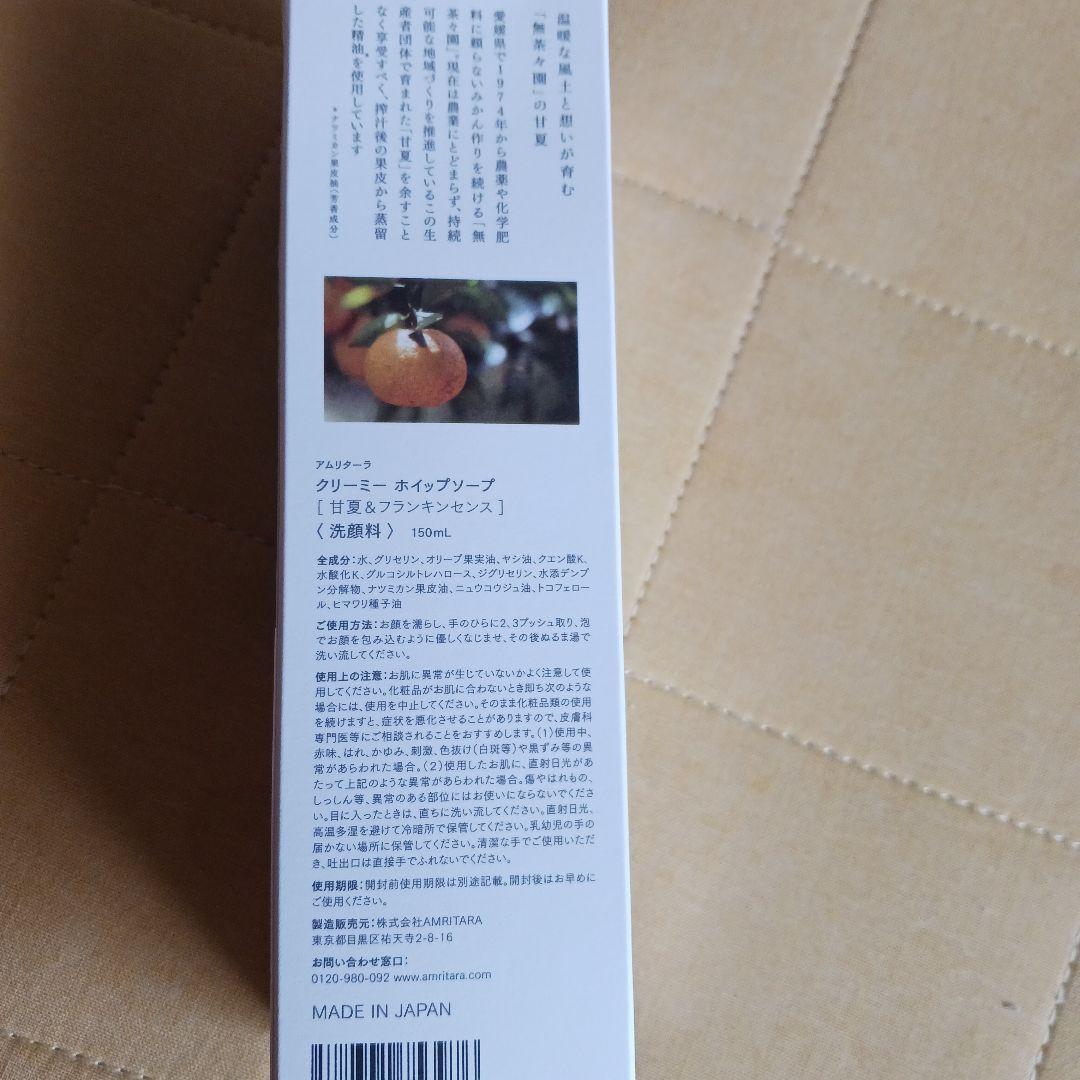 温暖な風土と想いが育む
「無茶々園」の甘夏
愛媛県で1974年から農薬や化学肥
料に頼らないみかん作りを続ける「無
茶々園」。現在は農業にとどまらず、持続
可能な地域づくりを推進しているこの生
産者団体で育まれた「甘夏」を余すこと
なく享受すべく、搾汁後の果皮から蒸留
した精油*を使用しています
*ナツミカン果皮油(芳香成分)
アムリターラ
クリーミー ホイップソープ
[ 甘夏&フランキンセンス ]
〈 洗顔料 〉 150mL
全成分:水、グリセリン、オリーブ果実油、ヤシ油、クエン酸K、
水酸化K、グルコシルトレハロース、ジグリセリン、水添デンプ
ン分解物、ナツミカン果皮油、ニュウコウジュ油、トコフェロー
ル、ヒマワリ種子油
ご使用方法:お顔を濡らし、手のひらに2、3プッシュ取り、泡
でお顔を包み込むように優しくなじませ、その後ぬるま湯で
洗い流してください。
使用上の注意:お肌に異常が生じていないかよく注意して使
用してください。化粧品がお肌に合わないとき即ち次のような
場合には、使用を中止してください。そのまま化粧品類の使用
を続けますと、症状を悪化させることがありますので、皮膚科
専門医等にご相談されることをおすすめします。(1)使用中、
赤味、はれ、かゆみ、刺激、色抜け(白斑等)や黒ずみ等の異
常があらわれた場合。(2)使用したお肌に、直射日光があ
たって上記のような異常があらわれた場合。傷やはれもの、
しっしん等、異常のある部位にはお使いにならないでくださ
い。目に入ったときは、直ちに洗い流してください。直射日光、
高温多湿を避けて冷暗所で保管してください。乳幼児の手の
届かない場所に保管してください。清潔な手でご使用いただ
き、吐出口は直接手でふれないでください。
使用期限:開封前使用期限は別途記載。開封後はお早めに
ご使用ください。
製造販売元:株式会社AMRITARA
東京都目黒区祐天寺2-8-16
お問い合わせ窓口:
0120-980-092 www.amritara.com
MADE IN JAPAN